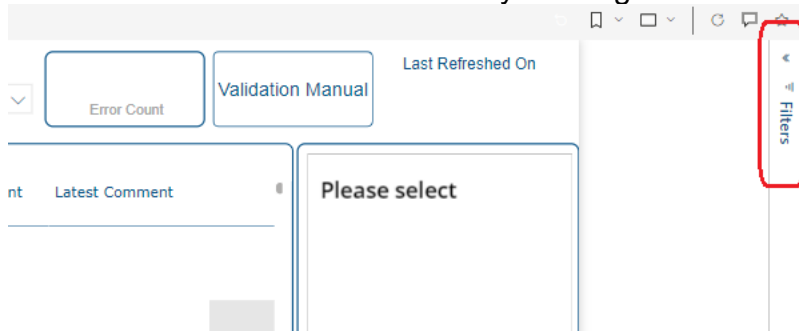 Last Refreshed On
Validation Manual
Error Count
Filters
nt Latest Comment
Please select